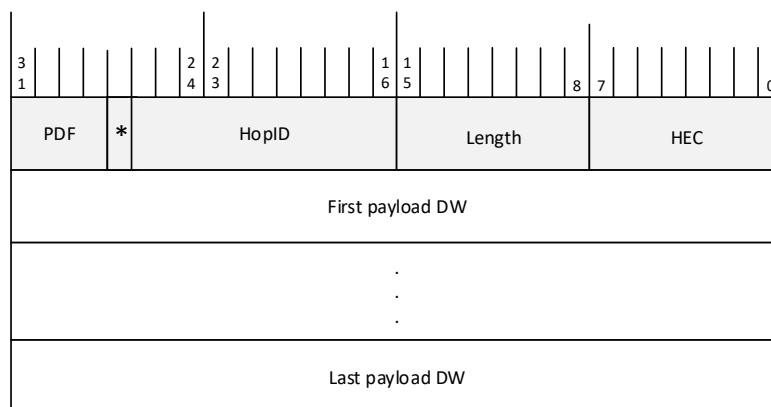 3 2 2 1 1
1 4 3 6 5 8 7 0
PDF * HopID Length HEC
First payload DW
.
.
.
Last payload DW